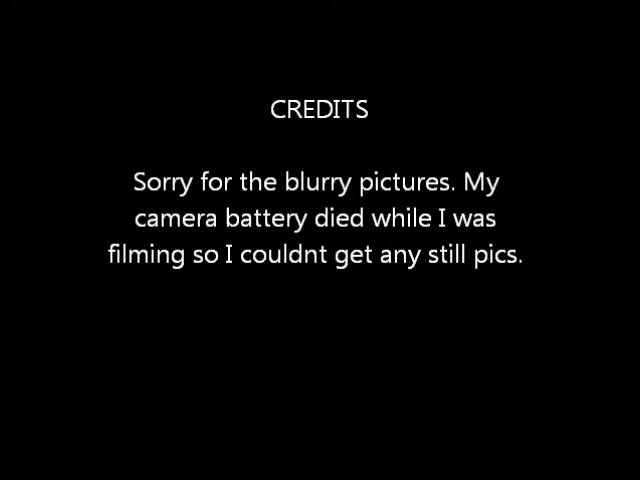 CREDITS
Sorry for the blurry pictures. My
camera battery died while I was
filming so I couldnt get any still pics.